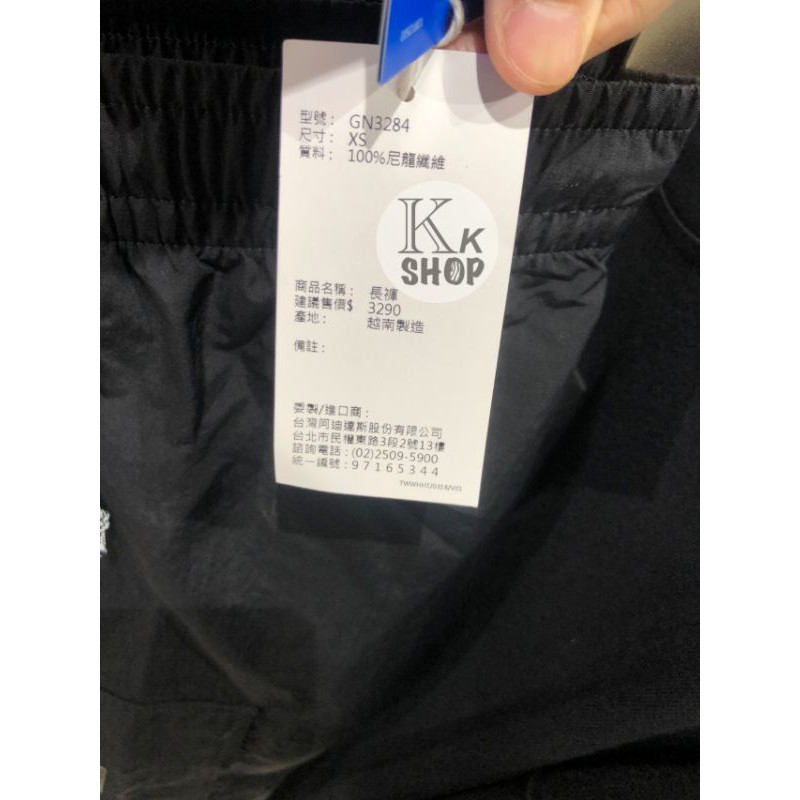 型號： GN3284
尺寸： XS
質料： 100%尼龍纖維
KK
SHOP
商品名稱： 長褲
建議售價$ 3290
產地： 越南製造
備註：
委製/進口商：
台灣阿迪達斯股份有限公司
台北市民權東路3段2號13樓
諮詢電話：(02)2509-5900
統一編號：97165344